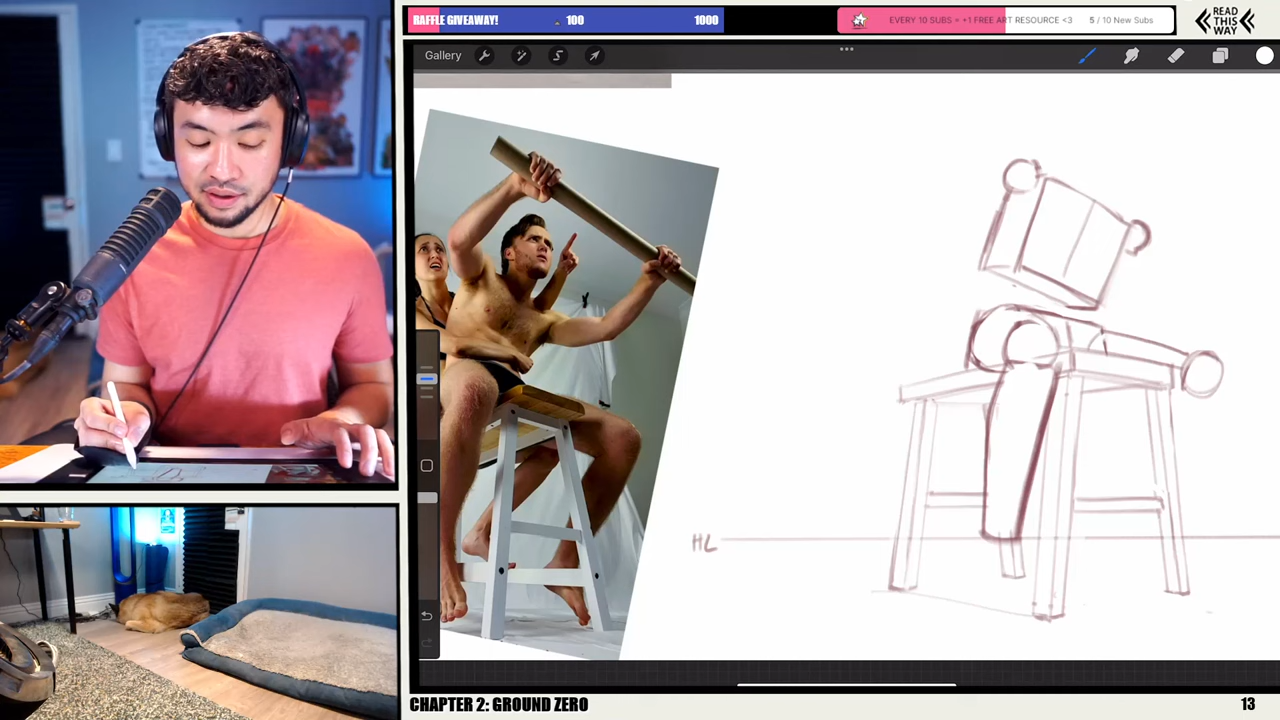 RAFFLE GIVEAWAY!
100
1000
EVERY 10 SUBS = +1 FREE ART RESOURCE <3
5 / 10 New Subs
READ
THIS
WAY
Gallery
HL
CHAPTER 2: GROUND ZERO
13